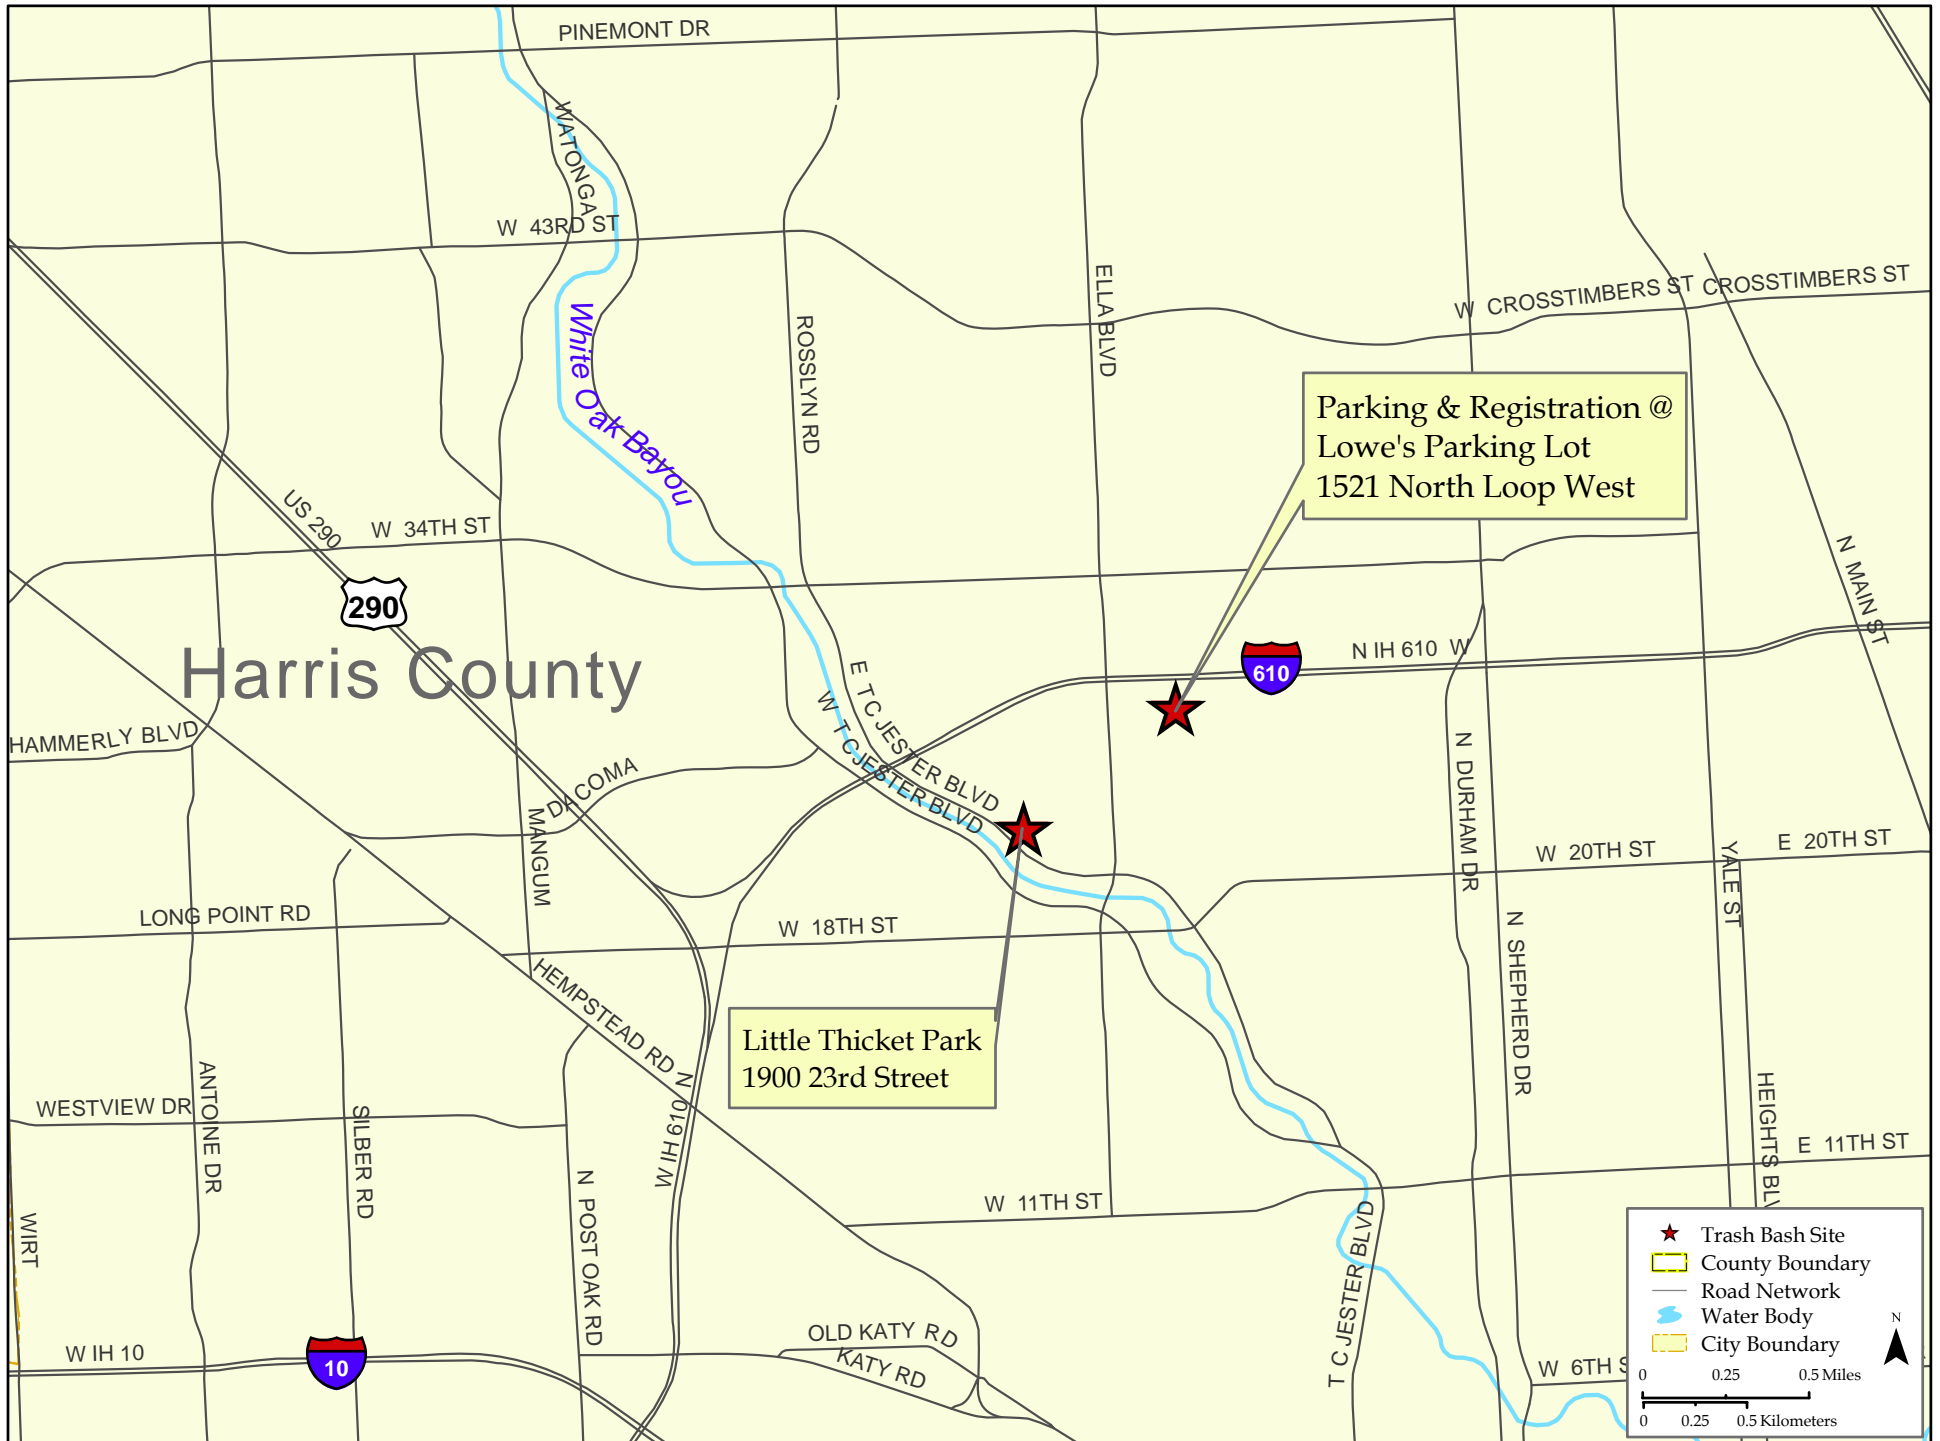 PINEMONT DR
WATONGA
W 43RD ST
White Oak Bayou
ROSSLYN RD
ELLA BLVD
W CROSSTIMBERS ST
CROSSTIMBERS ST
Parking & Registration @
Lowe's Parking Lot
1521 North Loop West
US 290
W 34TH ST
290
N MAIN ST
Harris County
N IH 610 W
610
E T C JESTER BLVD
W T C JESTER BLVD
HAMMERLY BLVD
DACOMA
MANGUM
N DURHAM DR
W 20TH ST
E 20TH ST
YALE ST
LONG POINT RD
W 18TH ST
N SHEPHERD DR
HEMPSTEAD RD
Little Thicket Park
1900 23rd Street
ANTOINE DR
WESTVIEW DR
SILBER RD
W IH 610 N
N POST OAK RD
HEIGHTS BLV
E 11TH ST
W 11TH ST
WIRT
T C JESTER BLVD
OLD KATY RD
KATY RD
W IH 10
10
W 6TH S
Trash Bash Site
County Boundary
Road Network
Water Body
City Boundary
N
0 0.25 0.5 Miles
0 0.25 0.5 Kilometers